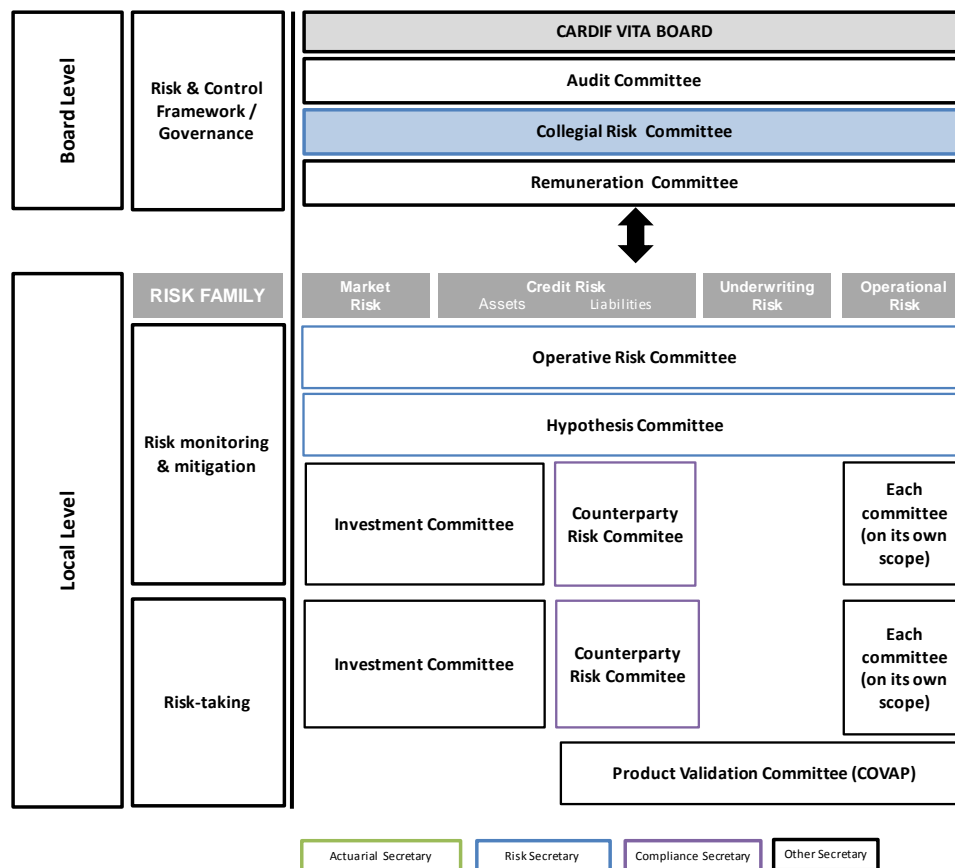 CARDIF VITA BOARD
Board Level
Risk & Control
Framework /
Governance
Audit Committee
Collegial Risk Committee
Remuneration Committee
RISK FAMILY
Market
Risk
Credit Risk
Assets
Liabilities
Underwriting
Risk
Operational
Risk
Local Level
Risk monitoring
& mitigation
Operative Risk Committee
Hypothesis Committee
Investment Committee
Counterparty
Risk Commitee
Each
committee
(on its own
scope)
Risk-taking
Investment Committee
Counterparty
Risk Commitee
Each
committee
(on its own
scope)
Product Validation Committee (COVAP)
Actuarial Secretary
Risk Secretary
Compliance Secretary
Other Secretary